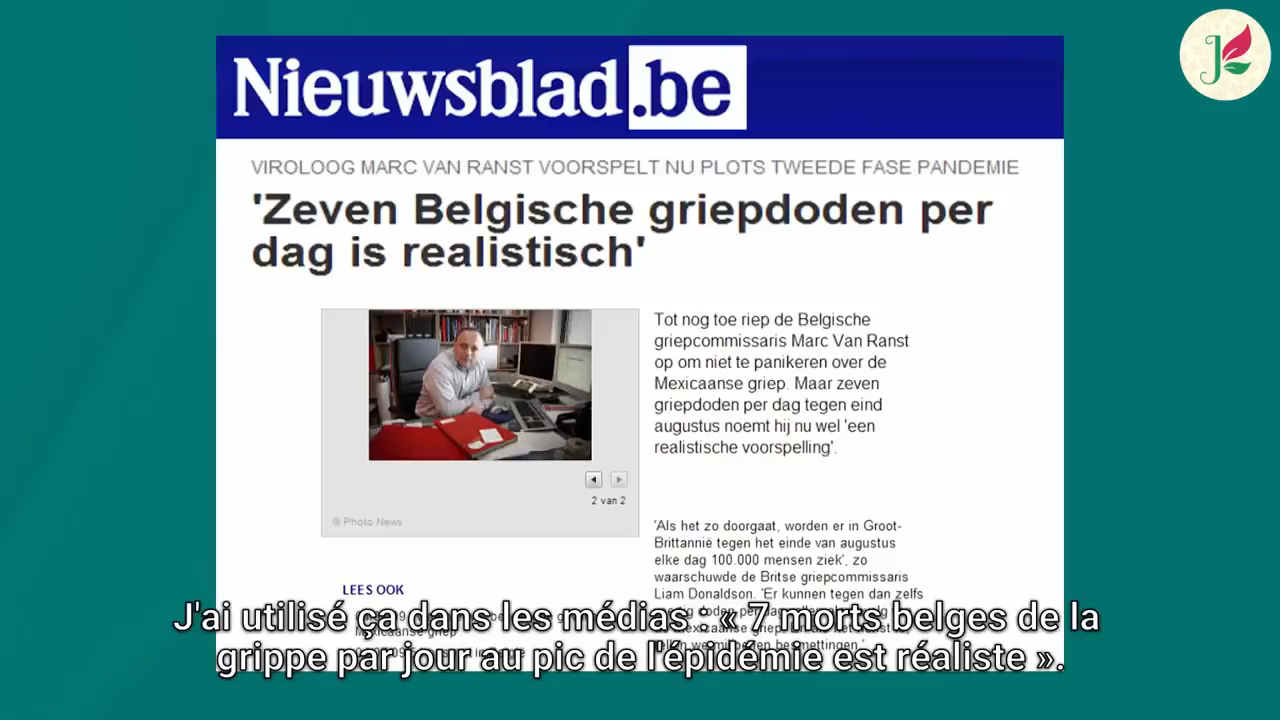 Nieuwsblad.be
VIROLOOG MARC VAN RANST VOORSPELT NU PLOTS TWEEDE FASE PANDEMIE
'Zeven Belgische griepdoden per
dag is realistisch'
Tot nog toe riep de Belgische
griepcommissaris Marc Van Ranst
op om niet te panikeren over de
Mexicaanse griep. Maar zeven
griepdoden per dag tegen eind
augustus noemt hij nu wel 'een
realistische voorspelling'.
2 van 2
© Photo News
'Als het zo doorgaat, worden er in Groot-
Brittannië tegen het einde van augustus
elke dag 100.000 mensen ziek', zo
waarschuwde de Britse griepcommissaris
Liam Donaldson. 'Er kunnen tegen dan zelfs
LEES OOK
J'ai utilisé ça dans les médias : « 7 morts belges de la
grippe par jour au pic de l'épidémie est réaliste ».